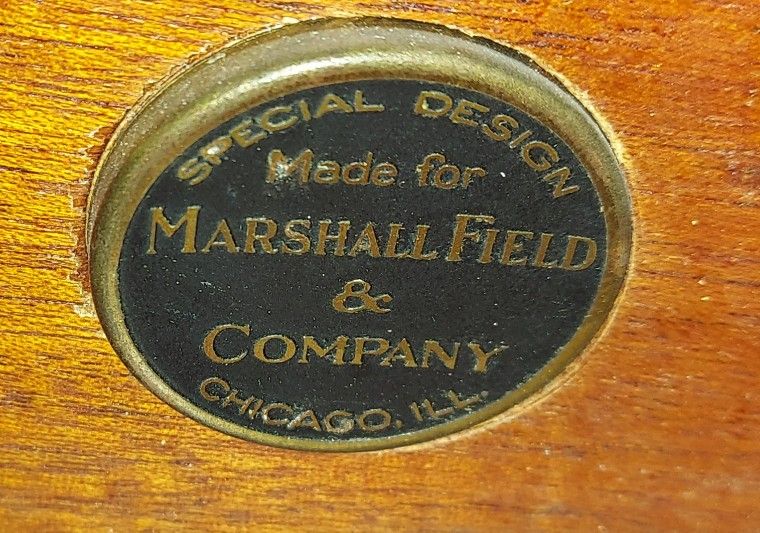 SPECIAL DESIGN
Made for
MARSHALL FIELD
&
COMPANY
CHICAGO, ILL.